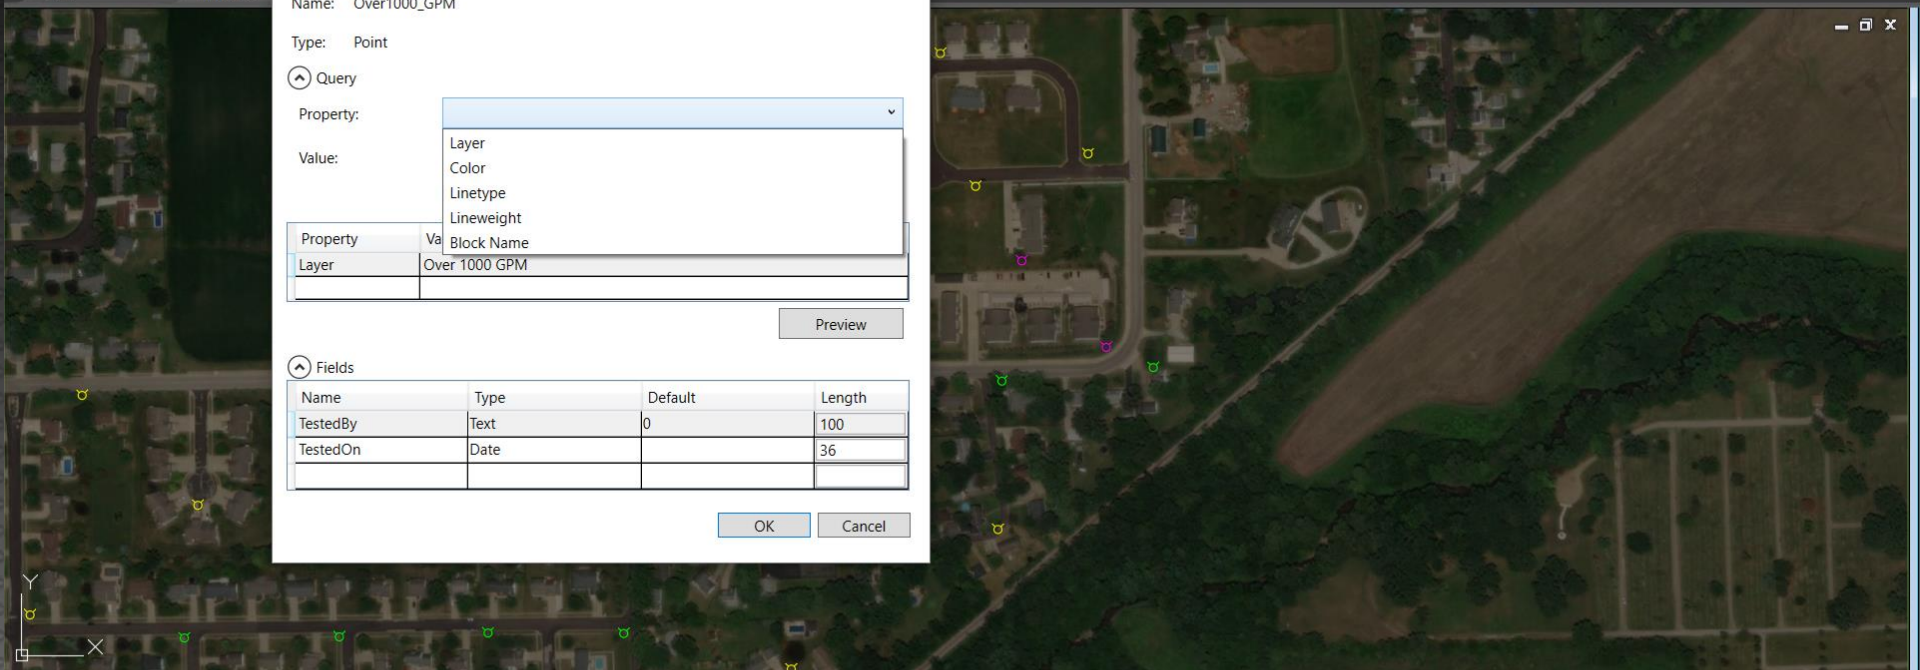 Name: Over1000_GPM
Type: Point
Query
Property:
Layer
Color
Value:
Linetype
Lineweight
Property Va
Block Name
Layer Over 1000 GPM
Preview
Fields
Name Type Default Length
TestedBy Text 0 100
TestedOn Date 36
OK Cancel
Y
X